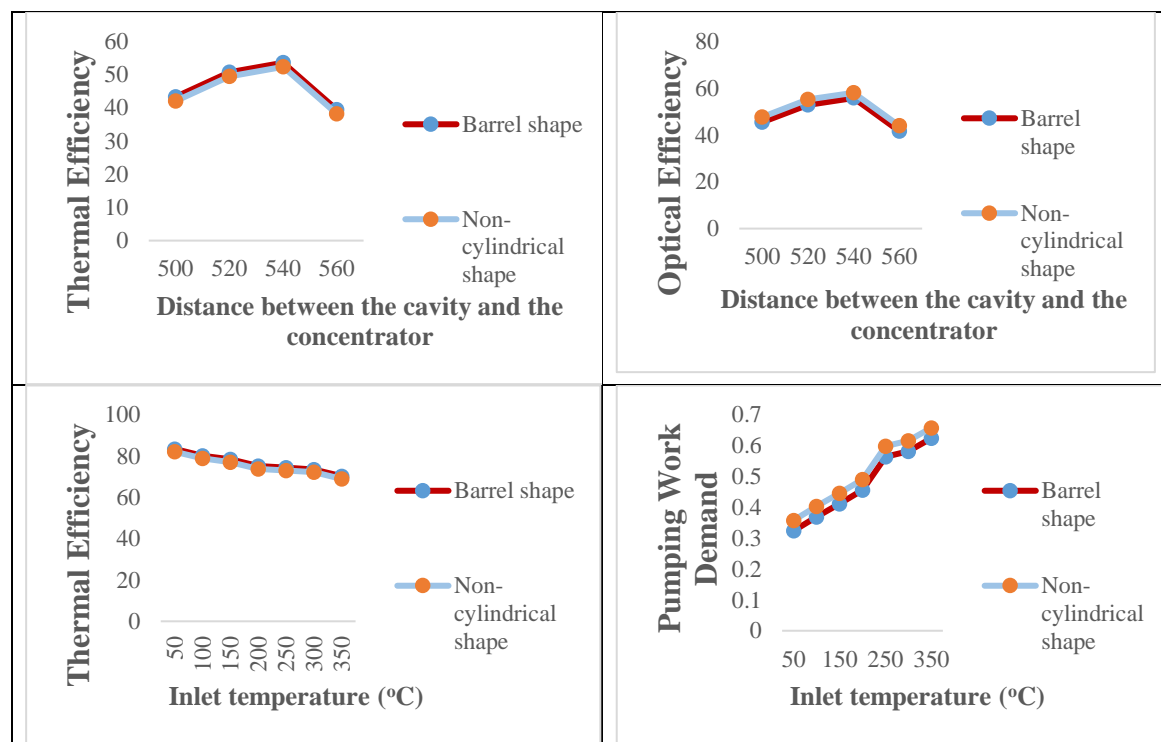 Thermal Efficiency
60
50
40
30
20
10
0
500 520 540 560
Distance between the cavity and the
concentrator
Barrel shape
Non-
cylindrical
shape
Optical Efficiency
80
60
40
20
0
500 520 540 560
Distance between the cavity and the
concentrator
Barrel
shape
Non-
cylindrical
shape
Thermal Efficiency
100
80
60
40
20
0
50 100 150 200 250 300 350
Inlet temperature (°C)
Barrel shape
Non-
cylindrical
shape
Pumping Work
Demand
0.7
0.6
0.5
0.4
0.3
0.2
0.1
0
50 150 250 350
Inlet temperature (°C)
Barrel
shape
Non-
cylindrical
shape